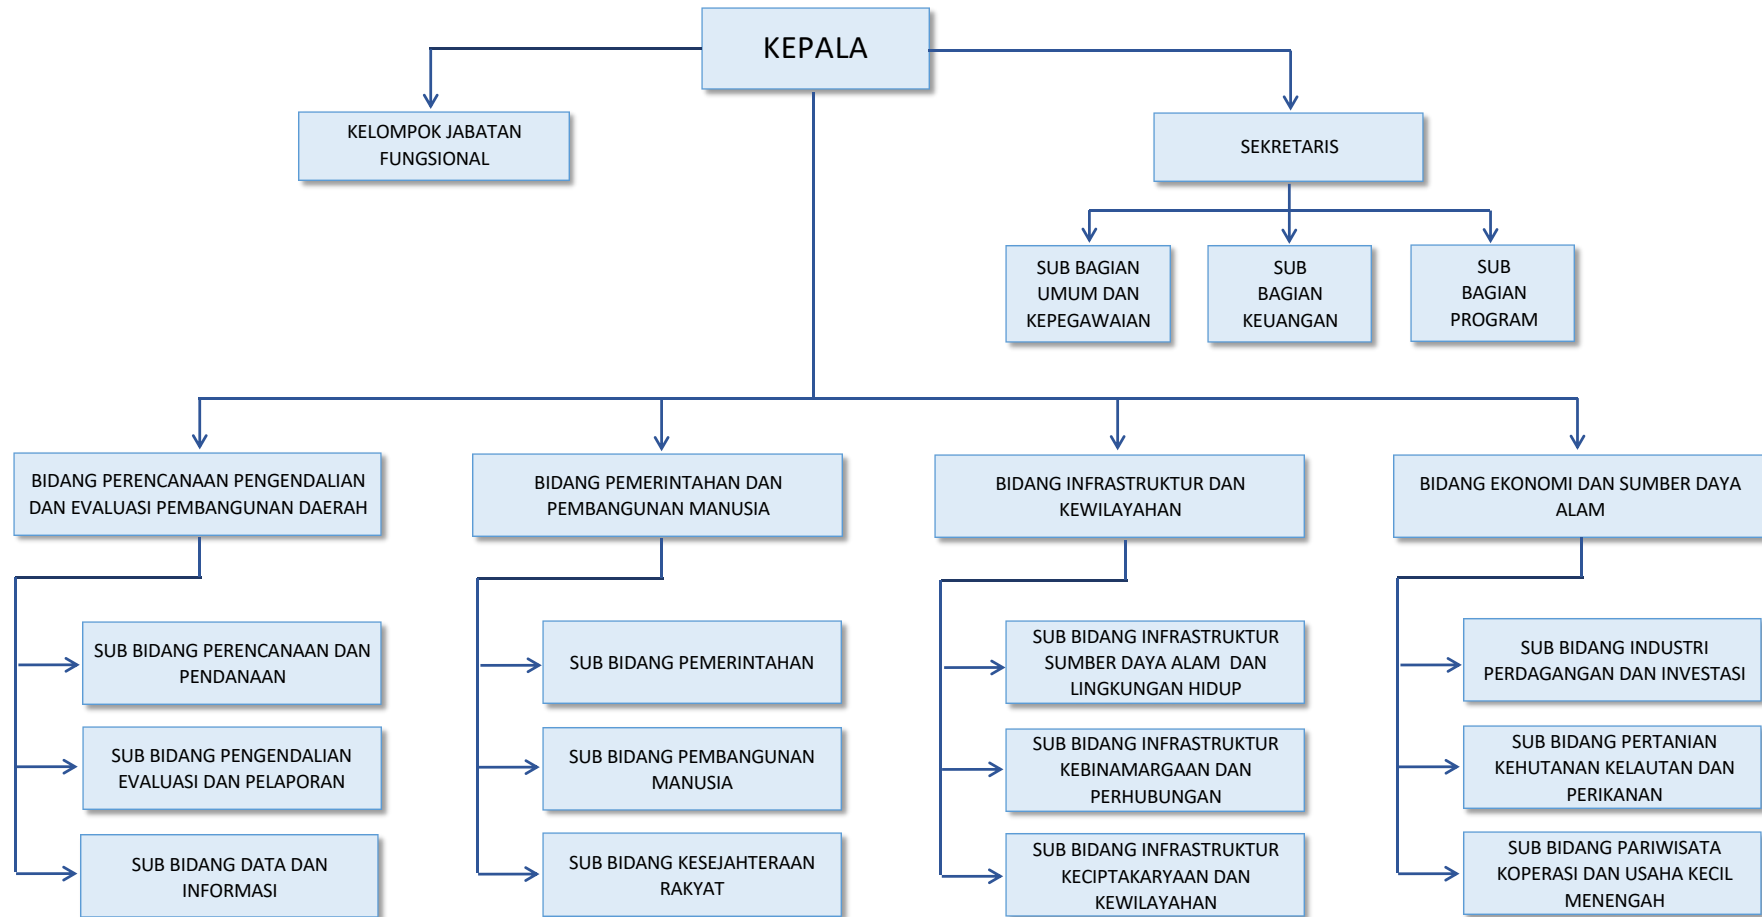 KEPALA
KELOMPOK JABATAN
FUNGSIONAL
SEKRETARIS
SUB BAGIAN
UMUM DAN
KEPEGAWAIAN
SUB
BAGIAN
KEUANGAN
SUB
BAGIAN
PROGRAM
BIDANG PERENCANAAN PENGENDALIAN
DAN EVALUASI PEMBANGUNAN DAERAH
BIDANG PEMERINTAHAN DAN
PEMBANGUNAN MANUSIA
BIDANG INFRASTRUKTUR DAN
KEWILAYAHAN
BIDANG EKONOMI DAN SUMBER DAYA
ALAM
SUB BIDANG PERENCANAAN DAN
PENDANAAN
SUB BIDANG PENGENDALIAN
EVALUASI DAN PELAPORAN
SUB BIDANG DATA DAN
INFORMASI
SUB BIDANG PEMERINTAHAN
SUB BIDANG PEMBANGUNAN
MANUSIA
SUB BIDANG KESEJAHTERAAN
RAKYAT
SUB BIDANG INFRASTRUKTUR
SUMBER DAYA ALAM DAN
LINGKUNGAN HIDUP
SUB BIDANG INFRASTRUKTUR
KEBINAMARGAAN DAN
PERHUBUNGAN
SUB BIDANG INFRASTRUKTUR
KECIPTAKARYAAN DAN
KEWILAYAHAN
SUB BIDANG INDUSTRI
PERDAGANGAN DAN INVESTASI
SUB BIDANG PERTANIAN
KEHUTANAN KELAUTAN DAN
PERIKANAN
SUB BIDANG PARIWISATA
KOPERASI DAN USAHA KECIL
MENENGAH